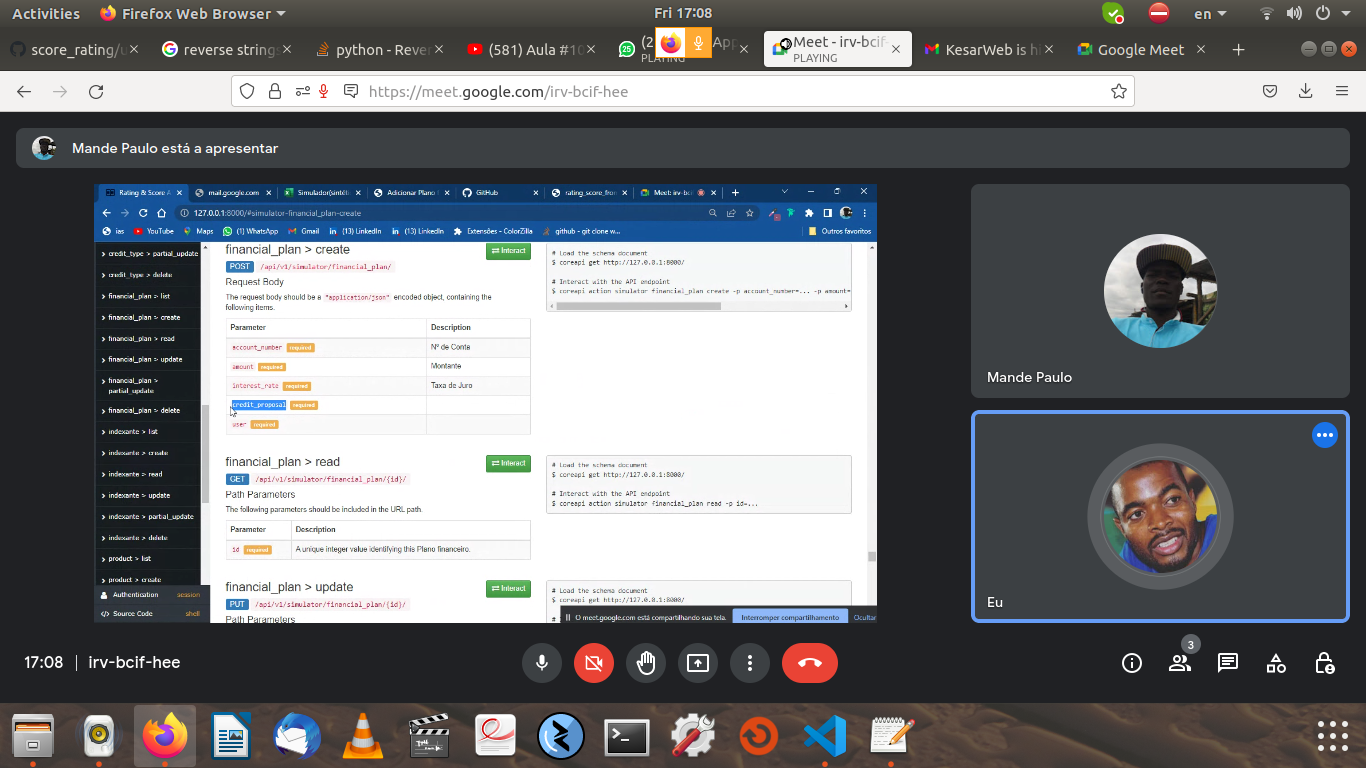 Activities
Firefox Web Browser
Fri 17:08
en
score_rating/u
reverse string
python - Rever
(581) Aula #10
25
(2
App
PLAYING
Meet - irv-bcif-
PLAYING
KesarWeb is hi
Google Meet
https://meet.google.com/irv-bcif-hee
Mande Paulo está a apresentar
Rating & Score A
mail.google.com
Simulador(sintéti
Adicionar Plano f
GitHub
rating_score_fron
Meet: irv-bci
127.0.0.1:8000/#simulator-financial_plan-create
ias
YouTube
Maps
(1) WhatsApp
Gmail
(13) LinkedIn
(13) LinkedIn
Extensões - ColorZilla
github - git clone w...
Outros favoritos
credit_type > partial_update
credit_type > delete
financial_plan > list
financial_plan > create
financial_plan > read
financial_plan > update
financial_plan >
partial_update
financial_plan > delete
indexante > list
indexante > create
indexante > read
indexante > update
indexante > partial_update
indexante > delete
product > list
product > create
Authentication session
Source Code shell
financial_plan > create
Interact
POST /api/v1/simulator/financial_plan/
Request Body
The request body should be a "application/json" encoded object, containing the
following items.
Parameter Description
account_number required Nº de Conta
amount required Montante
interest_rate required Taxa de Juro
credit_proposal required
user required
# Load the schema document
$ coreapi get http://127.0.0.1:8000/
# Interact with the API endpoint
$ coreapi action simulator financial_plan create -p account_number=... -p amount=
financial_plan > read
Interact
GET /api/v1/simulator/financial_plan/{id}/
Path Parameters
The following parameters should be included in the URL path.
Parameter Description
id required A unique integer value identifying this Plano financeiro.
# Load the schema document
$ coreapi get http://127.0.0.1:8000/
# Interact with the API endpoint
$ coreapi action simulator financial_plan read -p id=...
financial_plan > update
Interact
PUT /api/v1/simulator/financial_plan/{id}/
Path Parameters
# Load the schema document
$ coreapi get http://127.0.0.1:8000/
#
O meet.google.com está compartilhando sua tela.
Interromper compartilhamento
Ocultar
Mande Paulo
Eu
17:08
irv-bcif-hee
3